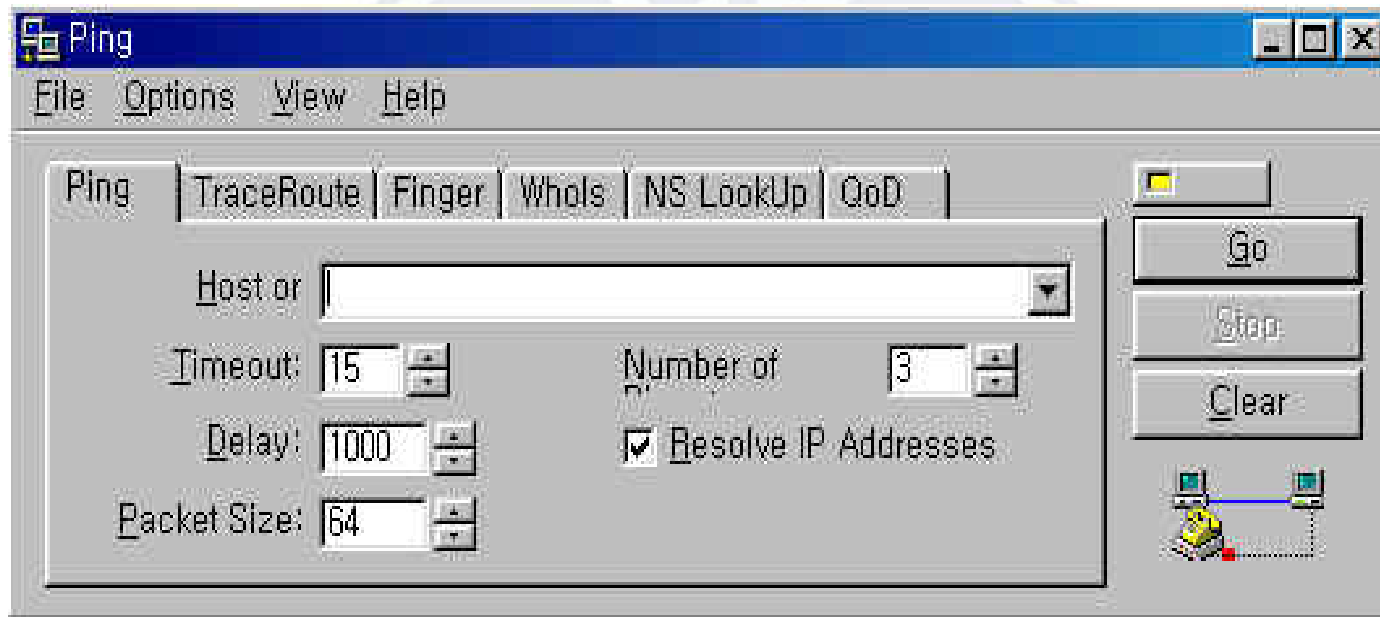 Ping
File Options View Help
Ping TraceRoute Finger WhoIs NS LookUp QoD
Go
Host or
Stop
Timeout: 15 Number of 3
Clear
Delay: 1000 Resolve IP Addresses
Packet Size: 64